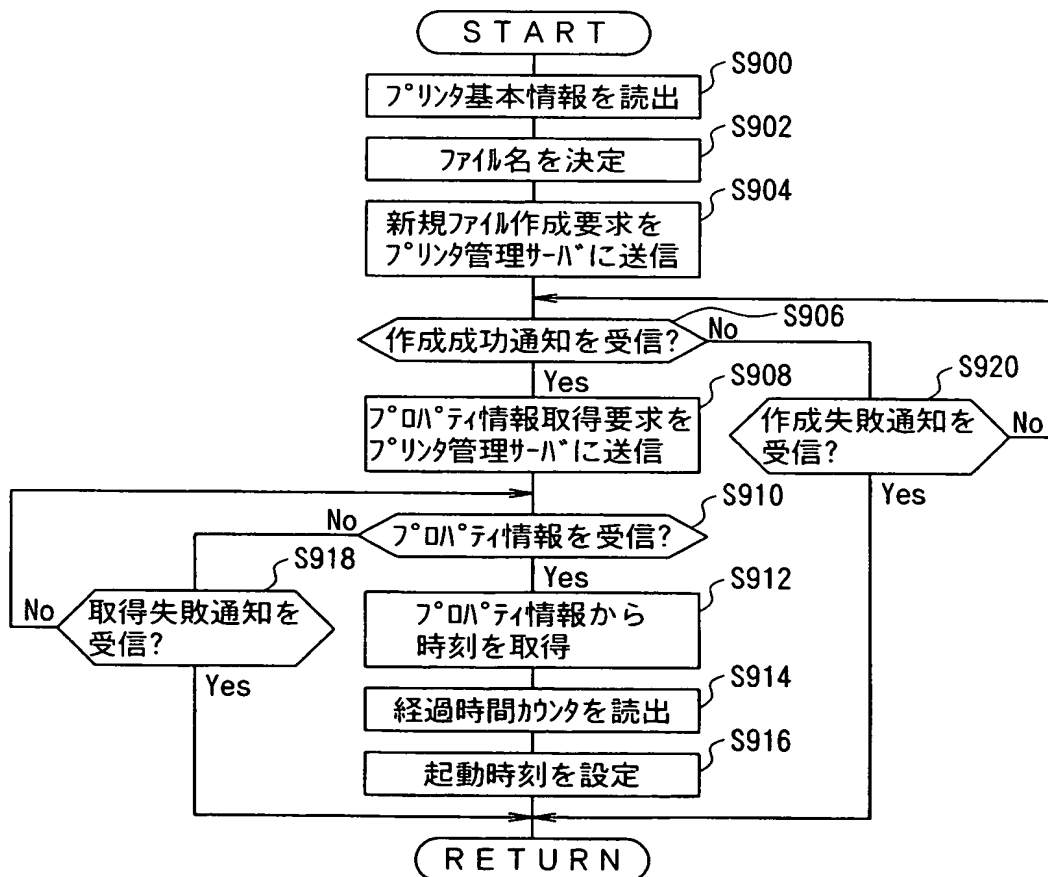 START
S900
プリンタ基本情報を読出
S902
ファイル名を決定
S904
新規ファイル作成要求を
プリンタ管理サーバに送信
S906
作成成功通知を受信?
No
Yes
S908
プロパティ情報取得要求を
プリンタ管理サーバに送信
S920
作成失敗通知を
受信?
No
Yes
S910
プロパティ情報を受信?
No
Yes
S918
取得失敗通知を
受信?
No
Yes
S912
プロパティ情報から
時刻を取得
S914
経過時間カウンタを読出
S916
起動時刻を設定
RETURN